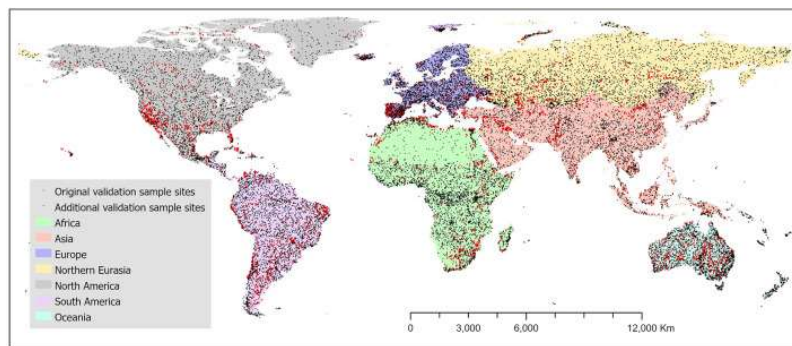 Original validation sample sites
Additional validation sample sites
Africa
Asia
Europe
Northern Eurasia
North America
South America
Oceania
0 3,000 6,000 12,000 Km